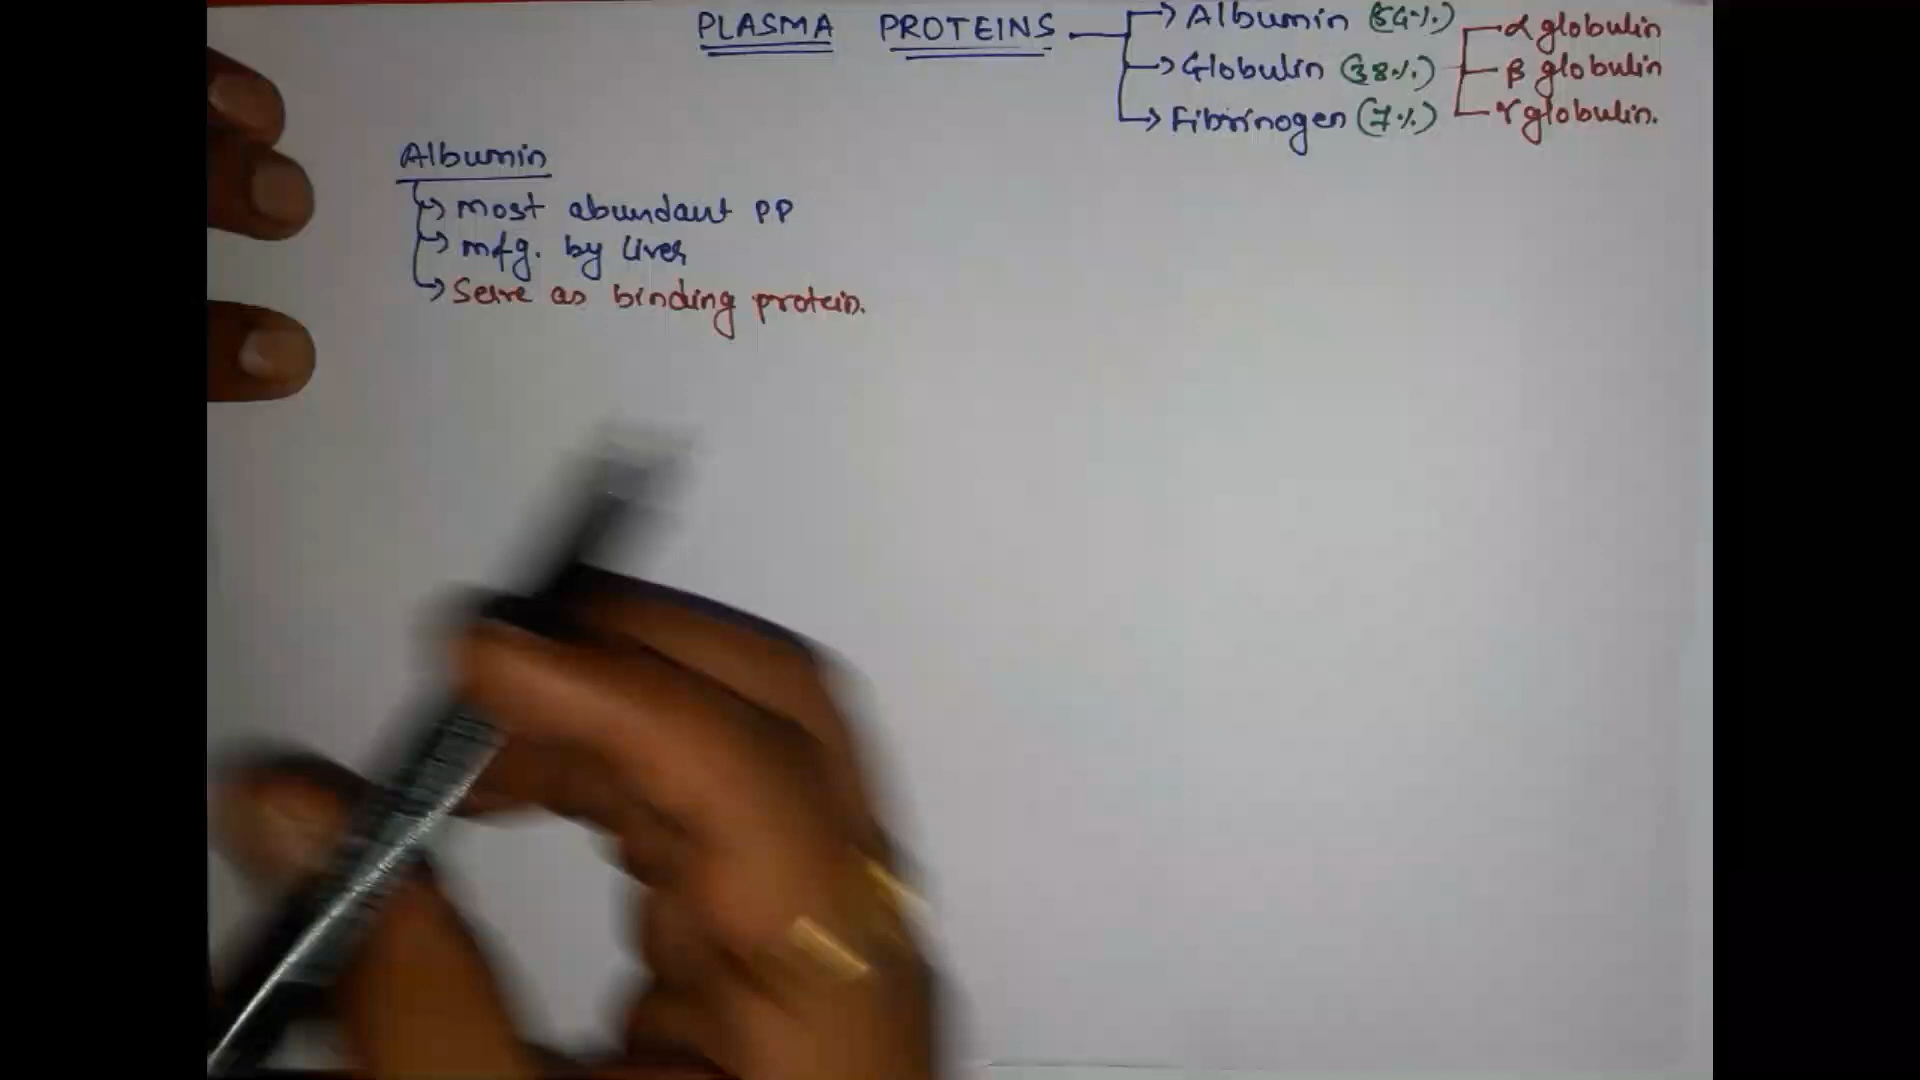 PLASMA PROTEINS
Albumin (54%)
Globulin (38%)
Fibrinogen (7%)
α globulin
β globulin
γ globulin.
Albumin
most abundant PP
mfg. by liver
Serve as binding protein.